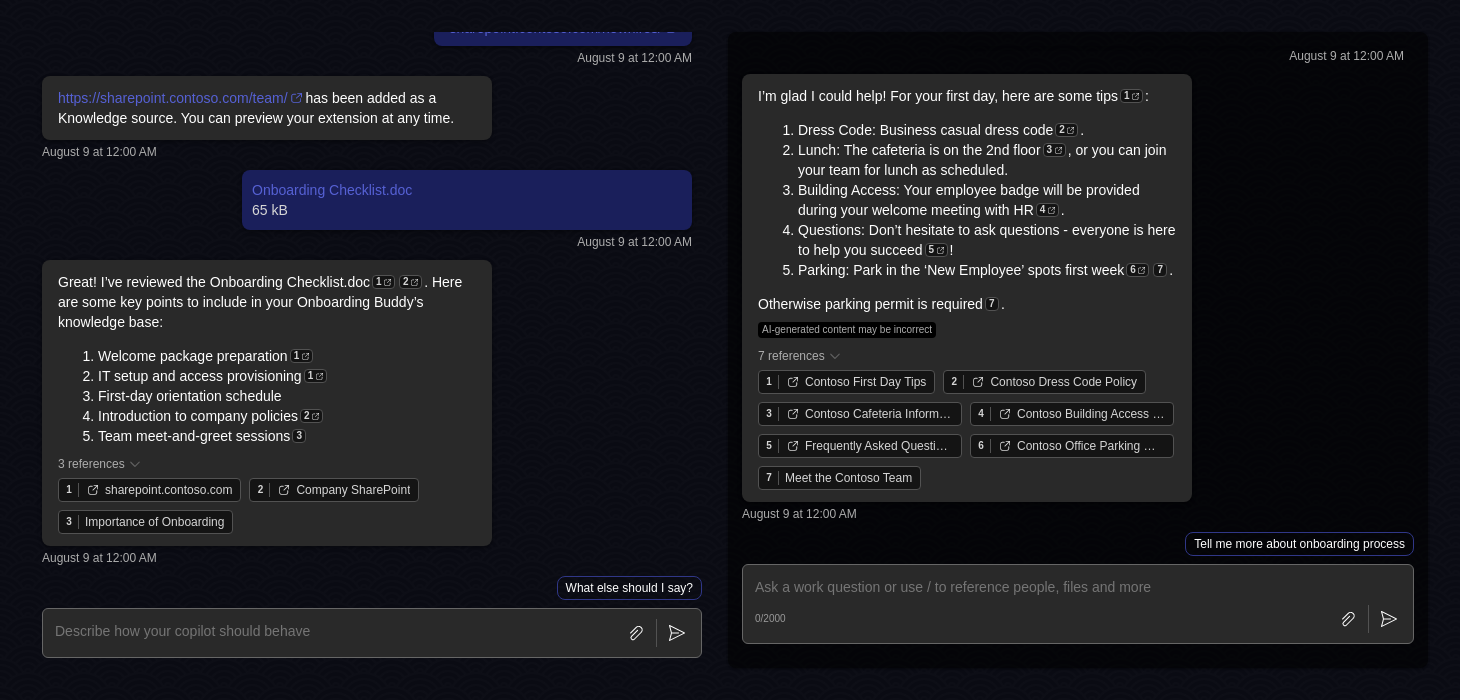 August 9 at 12:00 AM
https://sharepoint.contoso.com/team/ has been added as a
Knowledge source. You can preview your extension at any time.
August 9 at 12:00 AM
Onboarding Checklist.doc
65 kB
August 9 at 12:00 AM
Great! I’ve reviewed the Onboarding Checklist.doc 1 2 . Here
are some key points to include in your Onboarding Buddy’s
knowledge base:
1. Welcome package preparation 1
2. IT setup and access provisioning 1
3. First-day orientation schedule
4. Introduction to company policies 2
5. Team meet-and-greet sessions 3
3 references
1 sharepoint.contoso.com
2 Company SharePoint
3 Importance of Onboarding
August 9 at 12:00 AM
What else should I say?
Describe how your copilot should behave
August 9 at 12:00 AM
I’m glad I could help! For your first day, here are some tips 1 :
1. Dress Code: Business casual dress code 2 .
2. Lunch: The cafeteria is on the 2nd floor 3 , or you can join
your team for lunch as scheduled.
3. Building Access: Your employee badge will be provided
during your welcome meeting with HR 4 .
4. Questions: Don’t hesitate to ask questions - everyone is here
to help you succeed 5 !
5. Parking: Park in the ‘New Employee’ spots first week 6 7 .
Otherwise parking permit is required 7 .
AI-generated content may be incorrect
7 references
1 Contoso First Day Tips
2 Contoso Dress Code Policy
3 Contoso Cafeteria Inform…
4 Contoso Building Access …
5 Frequently Asked Questi…
6 Contoso Office Parking …
7 Meet the Contoso Team
August 9 at 12:00 AM
Tell me more about onboarding process
Ask a work question or use / to reference people, files and more
0/2000